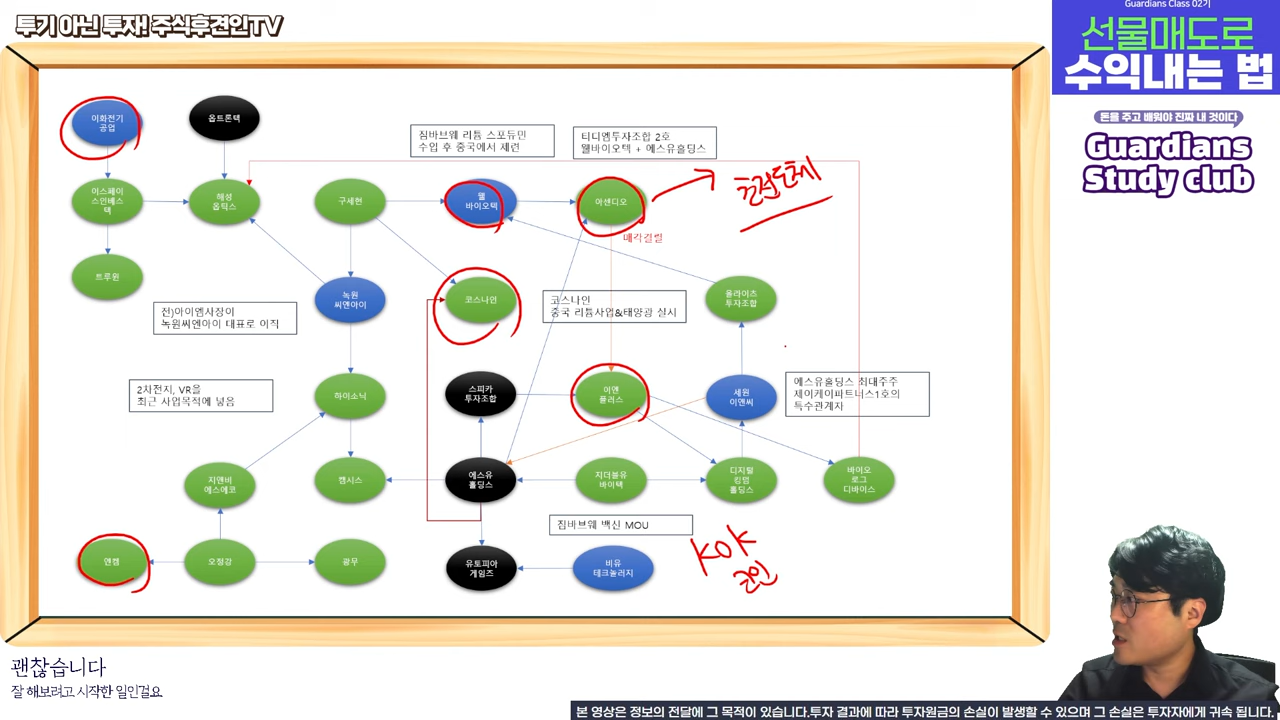 투기 아닌 투자! 주식후견인TV
Guardians Class 02기
선물매도로
수익내는 법
돈을 주고 배워야 진짜 내 것이다
Guardians
Study club
이화전기
공업
옵트론텍
짐바브웨 리튬 스포듀민
수입 후 중국에서 제련
티디엠투자조합 2호
웰바이오텍 + 에스유홀딩스
초전도체
이스페이
스인베스
텍
해성
옵틱스
구세현
웰
바이오텍
아센디오
매각결렬
트루윈
녹원
씨엔아이
코스나인
코스나인
중국 리튬사업&태양광 실시
올라이츠
투자조합
전)아이엠사장이
녹원씨엔아이 대표로 이적
2차전지, VR을
최근 사업목적에 넣음
하이소닉
스피카
투자조합
이앤
플러스
세원
이앤씨
에스유홀딩스 최대주주
제이케이파트너스1호의
특수관계자
지앤비
에스에코
캠시스
에스유
홀딩스
지더블유
바이텍
디지털
킹덤
홀딩스
바이오
로그
디바이스
짐바브웨 백신 MOU
KOK
코인
엔켐
오정강
광무
유토피아
게임즈
비유
테크놀러지
괜찮습니다
잘 해보려고 시작한 일인걸요
본 영상은 정보의 전달에 그 목적이 있습니다.투자 결과에 따라 투자원금의 손실이 발생할 수 있으며 그 손실은 투자자에게 귀속 됩니다.